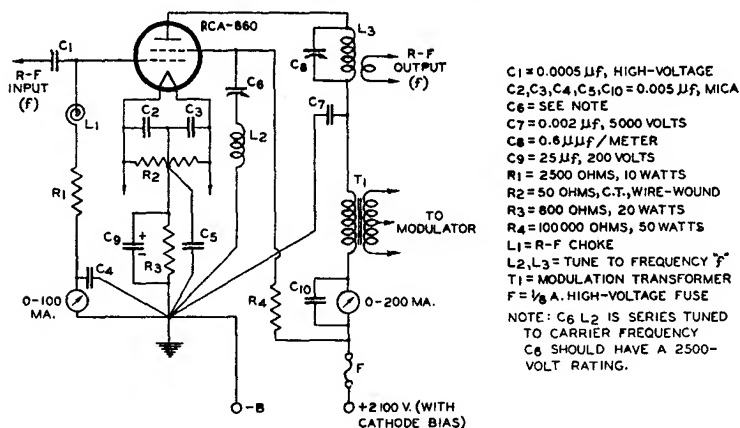 RCA-860
C1
R-F
INPUT
(f)
L1
R1
C4
0-100
MA.
C2
C3
R2
C9
+
-
R3
C5
C6
L2
R4
L3
C8
R-F
OUTPUT
(f)
C7
T1
TO
MODULATOR
C10
0-200 MA.
F
-B
+2100 V. (WITH
CATHODE BIAS)
C1 = 0.0005 µf, HIGH-VOLTAGE
C2,C3,C4,C5,C10 = 0.005 µf, MICA
C6 = SEE NOTE
C7 = 0.002 µf, 5000 VOLTS
C8 = 0.6 µµf / METER
C9 = 25 µf, 200 VOLTS
R1 = 2500 OHMS, 10 WATTS
R2 = 50 OHMS, C.T., WIRE-WOUND
R3 = 800 OHMS, 20 WATTS
R4 = 100000 OHMS, 50 WATTS
L1 = R-F CHOKE
L2,L3 = TUNE TO FREQUENCY "f"
T1 = MODULATION TRANSFORMER
F = 1/8 A. HIGH-VOLTAGE FUSE
NOTE: C6 L2 IS SERIES TUNED
TO CARRIER FREQUENCY
C6 SHOULD HAVE A 2500-
VOLT RATING.